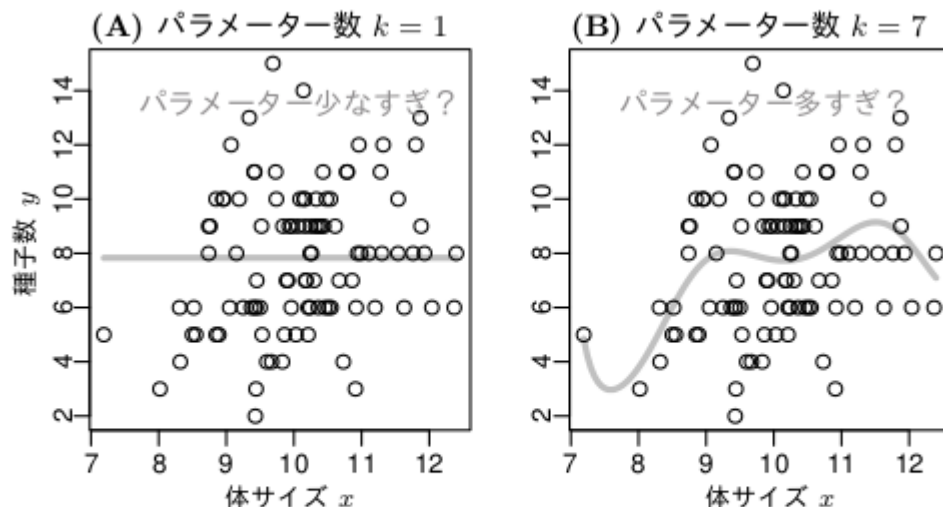 (A) パラメーター数 k = 1
パラメーター少なすぎ？
種子数 y
14
12
10
8
6
4
2
7 8 9 10 11 12
体サイズ x
(B) パラメーター数 k = 7
パラメーター多すぎ？
14
12
10
8
6
4
2
7 8 9 10 11 12
体サイズ x